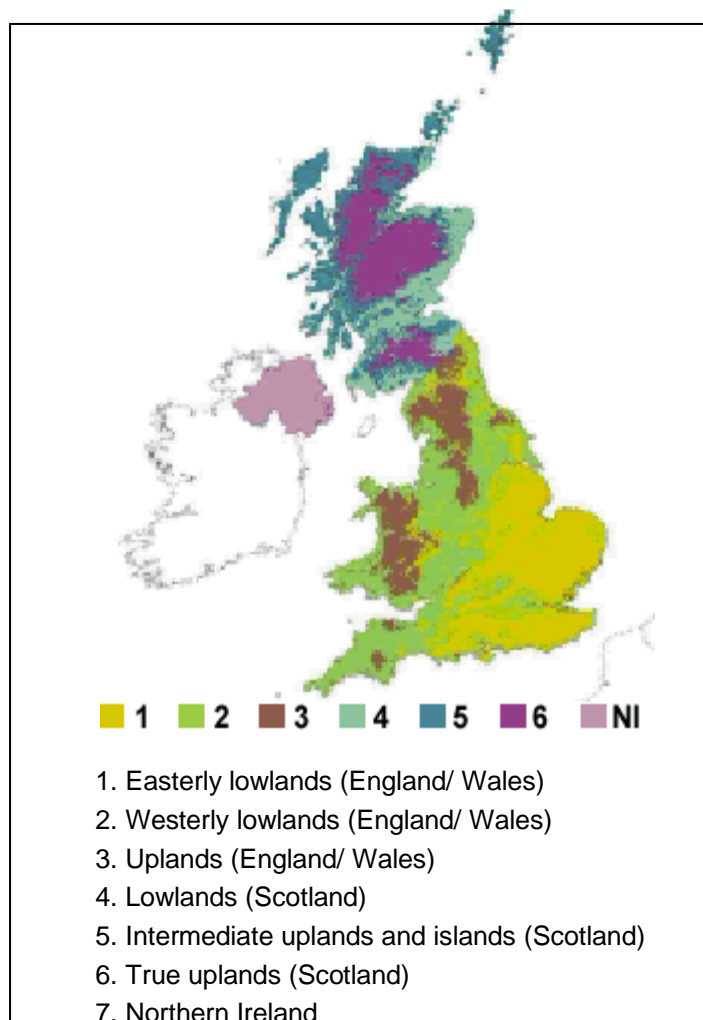 1 2 3 4 5 6 NI
1. Easterly lowlands (England/ Wales)
2. Westerly lowlands (England/ Wales)
3. Uplands (England/ Wales)
4. Lowlands (Scotland)
5. Intermediate uplands and islands (Scotland)
6. True uplands (Scotland)
7. Northern Ireland